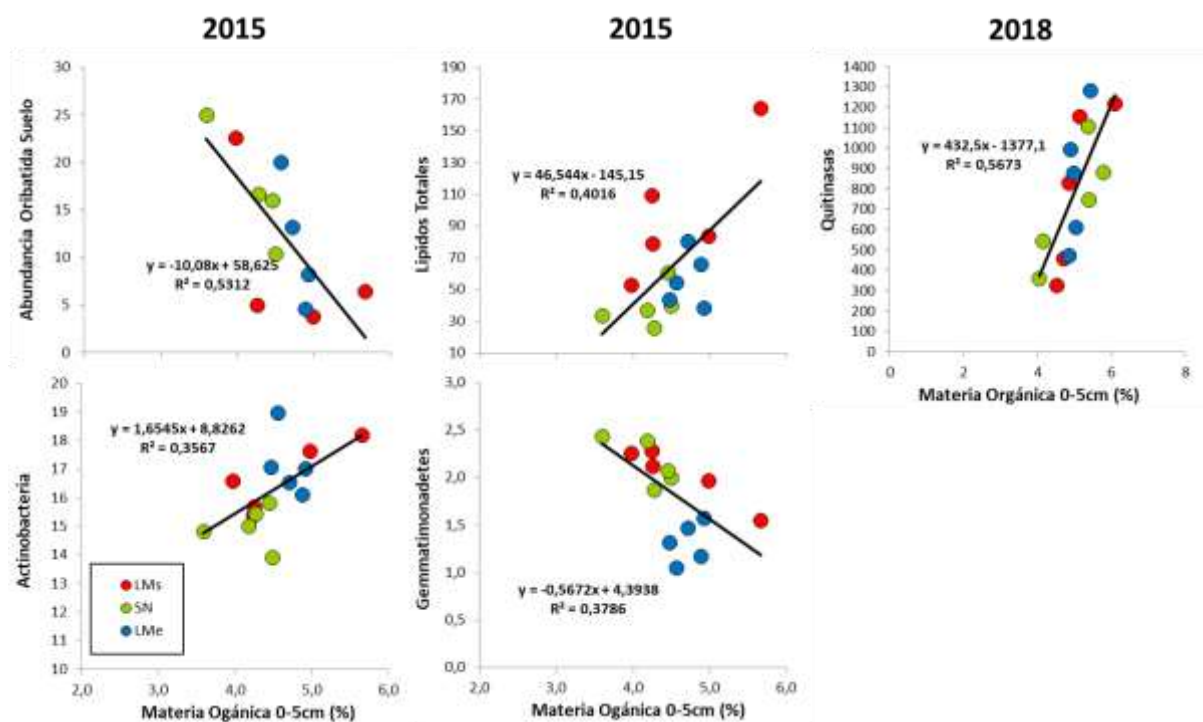 2015
2015
2018
Abundancia Oribatida Suelo
30
25
20
15
10
5
0
y = -10,08x + 58,625
R² = 0,5312
Lípidos Totales
190
170
150
130
110
90
70
50
30
10
y = 46,544x - 145,15
R² = 0,4016
Quitinasas
1400
1300
1200
1100
1000
900
800
700
600
500
400
300
200
100
0
y = 432,5x - 1377,1
R² = 0,5673
0 2 4 6 8
Materia Orgánica 0-5cm (%)
Actinobacteria
20
19
18
17
16
15
14
13
12
11
10
y = 1,6545x + 8,8262
R² = 0,3567
LMs
SN
LMe
2,0 3,0 4,0 5,0 6,0
Materia Ogánica 0-5cm (%)
Gemmatimonadetes
3,0
2,5
2,0
1,5
1,0
0,5
0,0
y = -0,5672x + 4,3938
R² = 0,3786
2,0 3,0 4,0 5,0 6,0
Materia Ogánica 0-5cm (%)